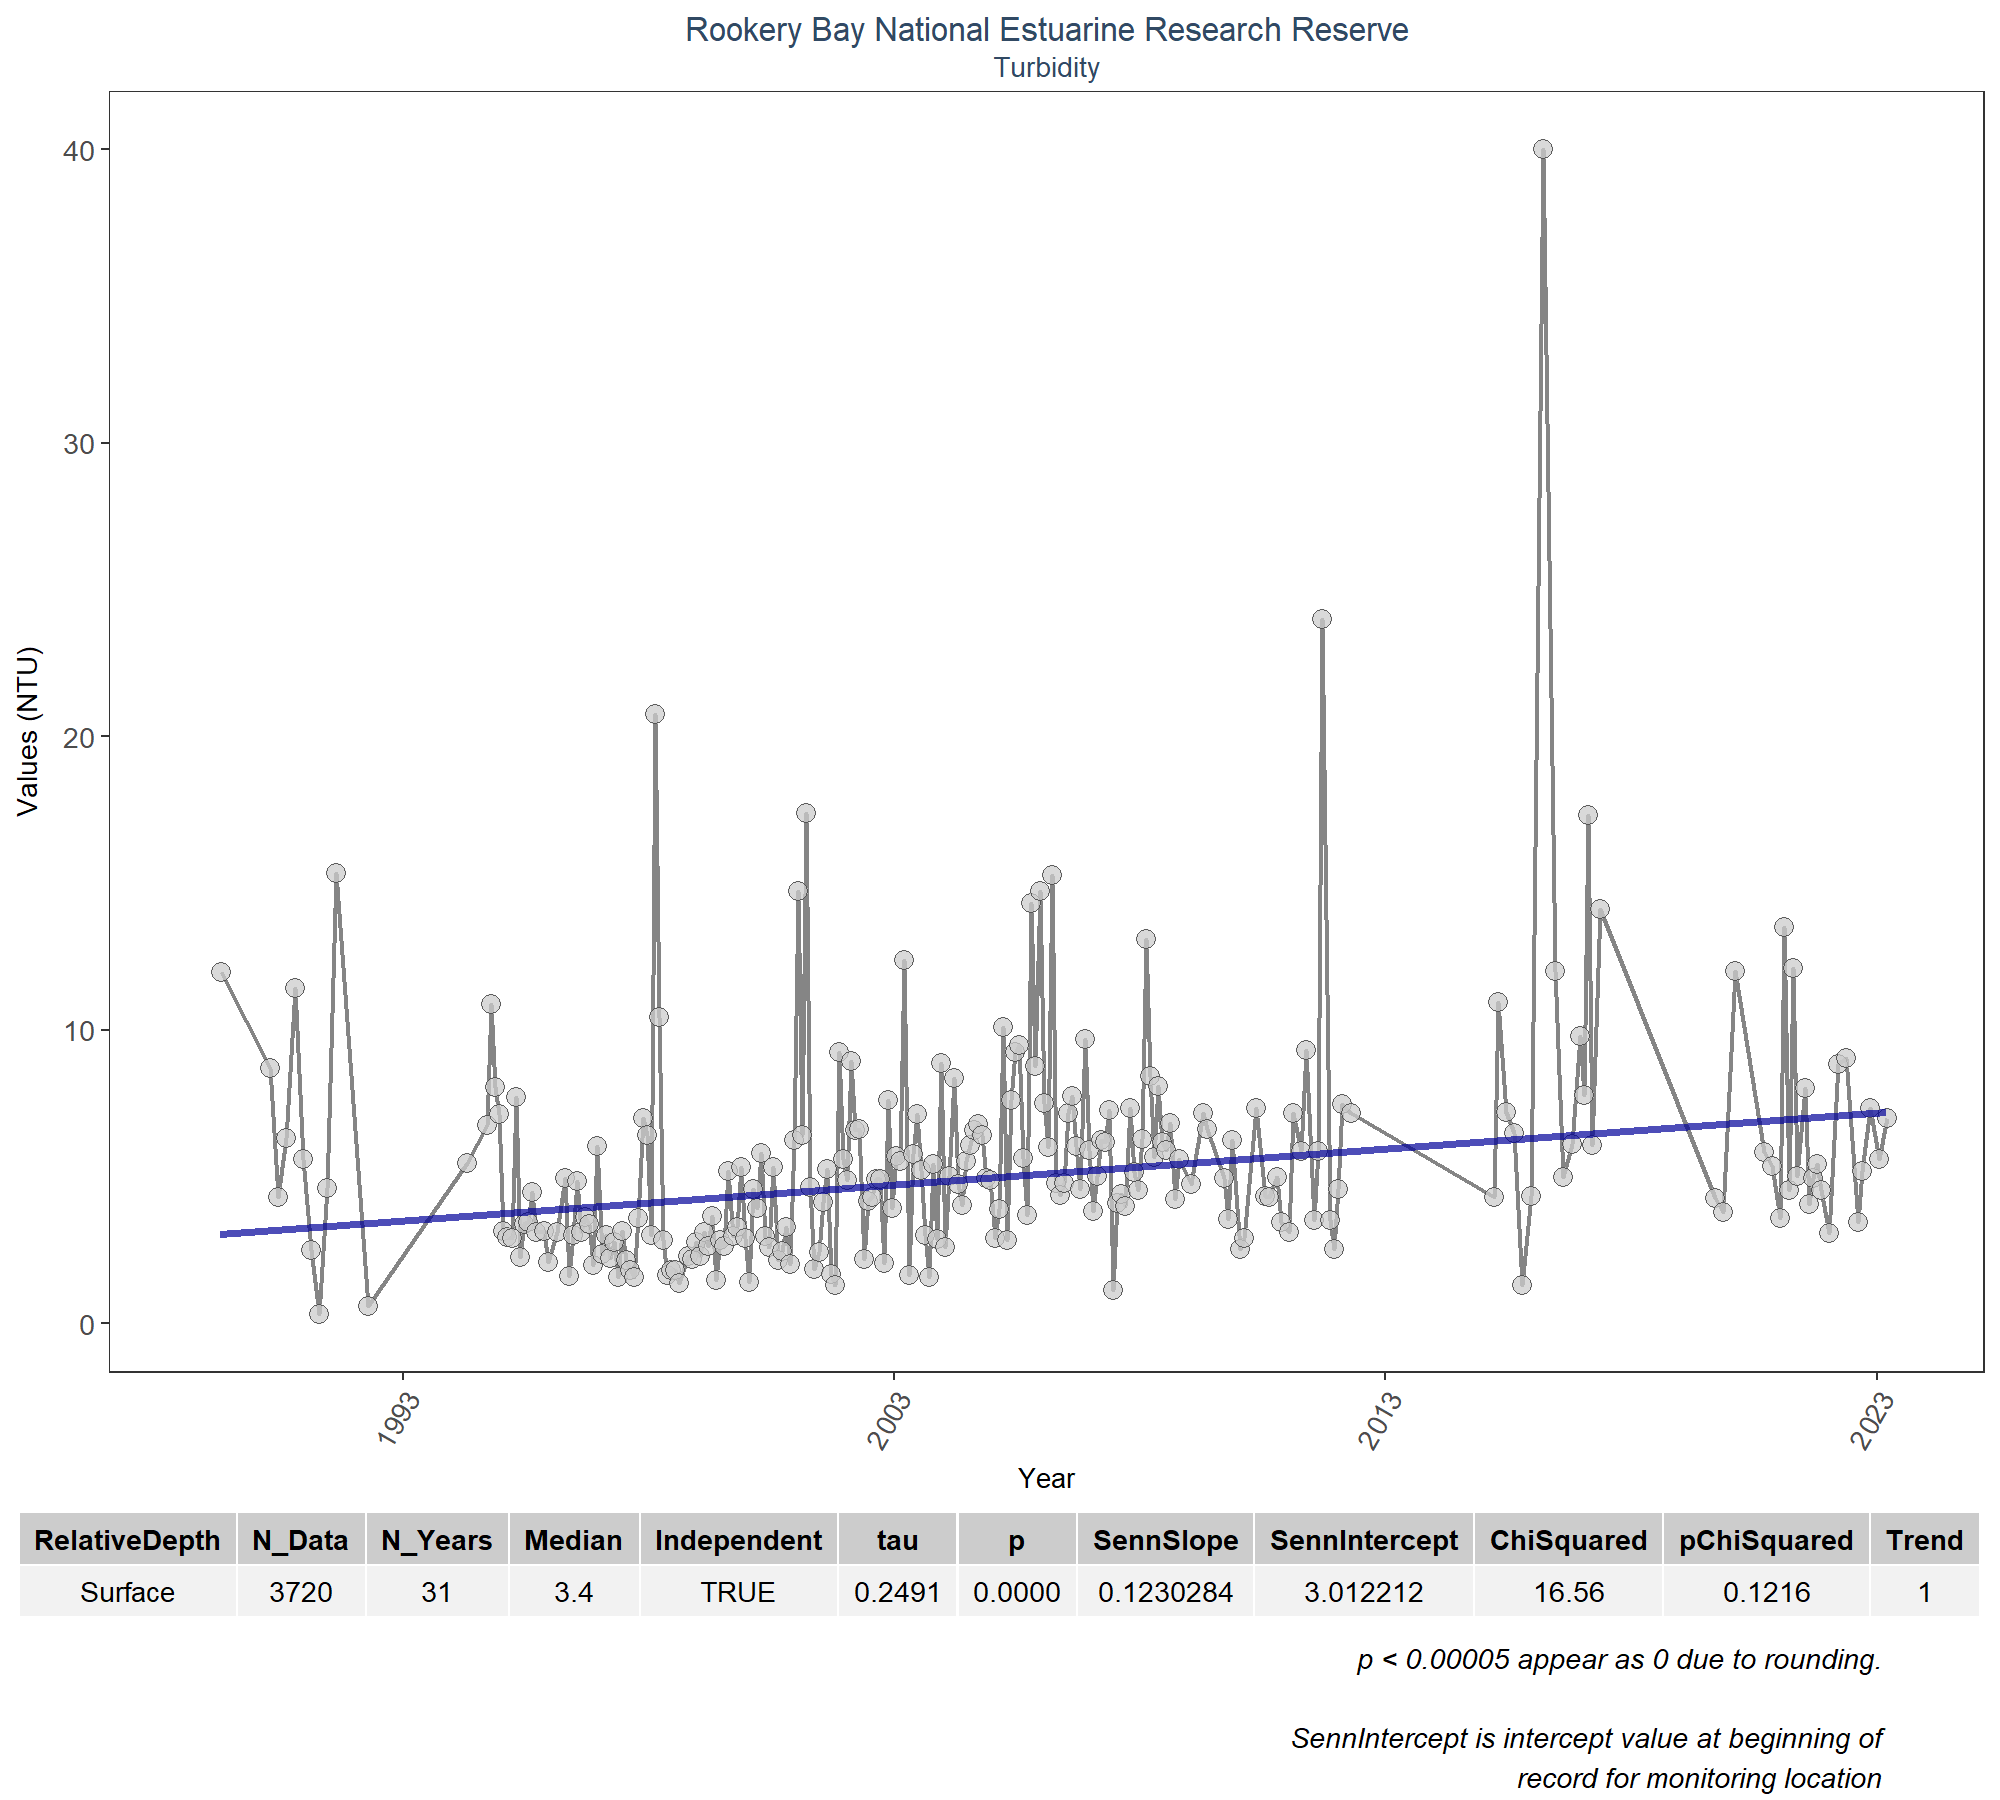 Rookery Bay National Estuarine Research Reserve
Turbidity
Values (NTU)
40
30
20
10
0
1993 2003 2013 2023
Year
RelativeDepth N_Data N_Years Median Independent tau p SennSlope SennIntercept ChiSquared pChiSquared Trend
Surface 3720 31 3.4 TRUE 0.2491 0.0000 0.1230284 3.012212 16.56 0.1216 1
p < 0.00005 appear as 0 due to rounding.
SennIntercept is intercept value at beginning of
record for monitoring location